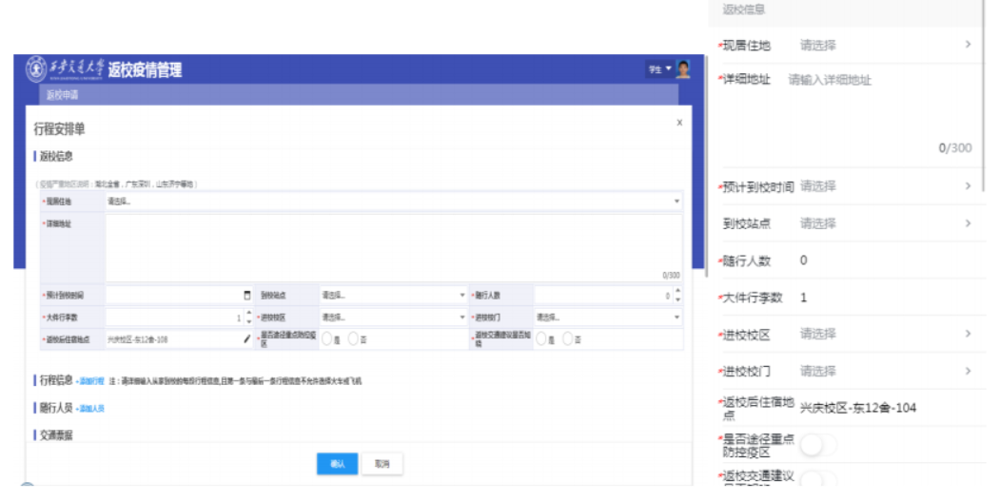 西安交通大学 返校疫情管理
学生
返校申请
行程安排单
x
返校信息
(疫情严重地区说明：湖北全省，广东深圳，山东济宁等地)
*现居住地 请选择...
*详细地址
0/300
*预计到校时间 到校站点 请选择... *随行人数 0
*大件行李数 1 *进校校区 请选择... *进校校门 请选择...
*返校后住宿地点 兴庆校区-东12舍-108 *是否途径重点防控疫区 是 否 *返校交通建议是否知晓 是 否
行程信息 +添加行程 注：请详细输入从家到校的每段行程信息,且第一条与最后一条行程信息不允许选择火车或飞机
随行人员 +添加人员
交通票据
确认 取消
返校信息
*现居住地 请选择 >
*详细地址 请输入详细地址
0/300
*预计到校时间 请选择 >
到校站点 请选择 >
*随行人数 0
*大件行李数 1
*进校校区 请选择 >
*进校校门 请选择 >
*返校后住宿地
点 兴庆校区-东12舍-104
*是否途径重点
防控疫区
*返校交通建议